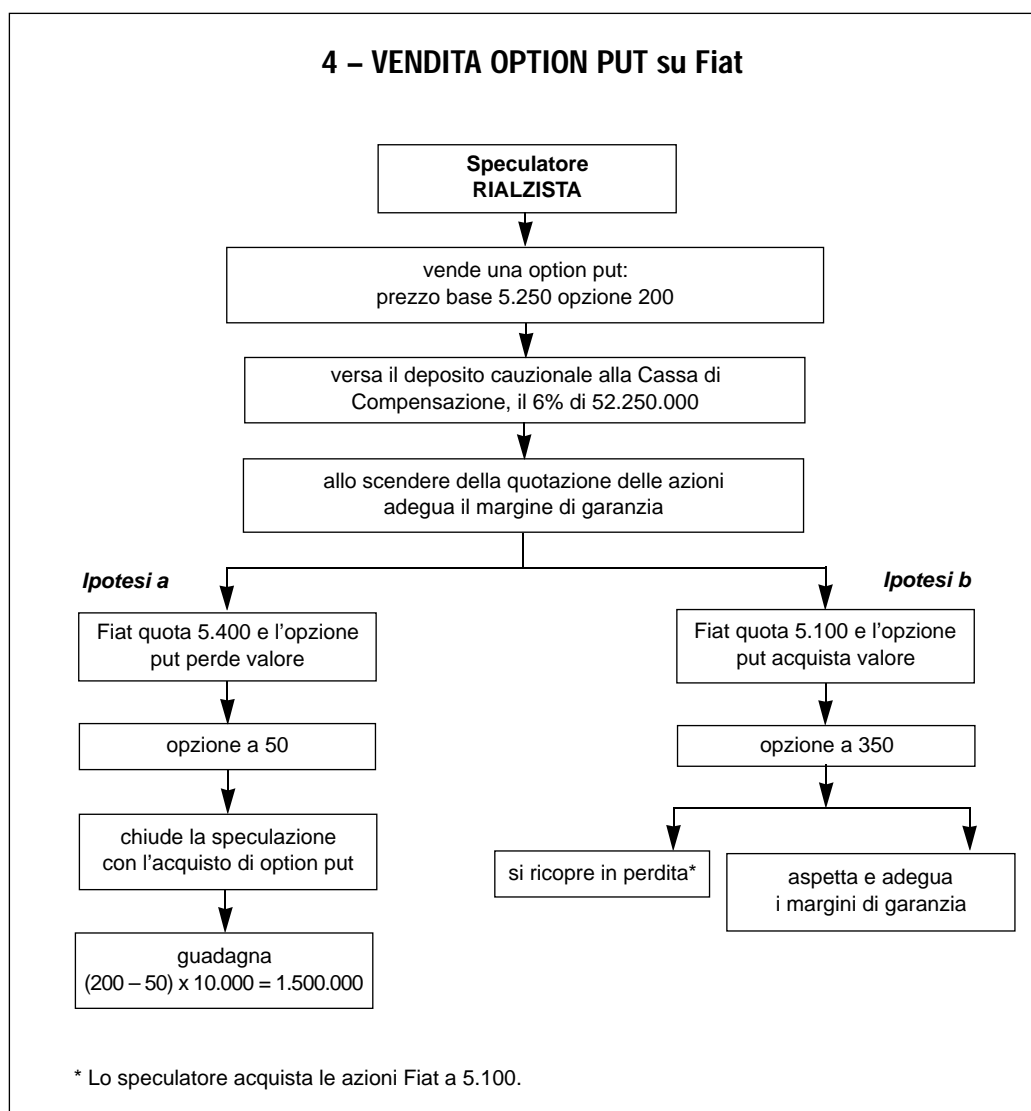 4 – VENDITA OPTION PUT su Fiat
Speculatore
RIALZISTA
vende una option put:
prezzo base 5.250 opzione 200
versa il deposito cauzionale alla Cassa di
Compensazione, il 6% di 52.250.000
allo scendere della quotazione delle azioni
adegua il margine di garanzia
Ipotesi a
Fiat quota 5.400 e l’opzione
put perde valore
opzione a 50
chiude la speculazione
con l’acquisto di option put
guadagna
(200 – 50) x 10.000 = 1.500.000
Ipotesi b
Fiat quota 5.100 e l’opzione
put acquista valore
opzione a 350
si ricopre in perdita*
aspetta e adegua
i margini di garanzia
* Lo speculatore acquista le azioni Fiat a 5.100.